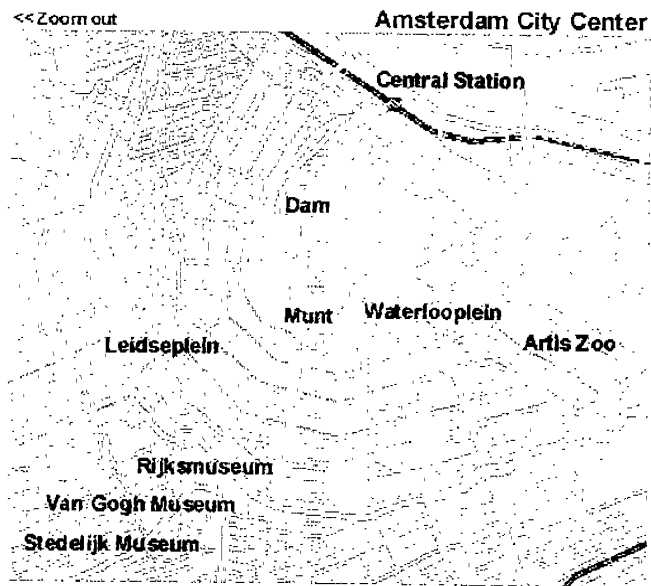 << Zoom out
Amsterdam City Center
Central Station
Dam
Munt
Waterlooplein
Leidseplein
Artis Zoo
Rijksmuseum
Van Gogh Museum
Stedelijk Museum